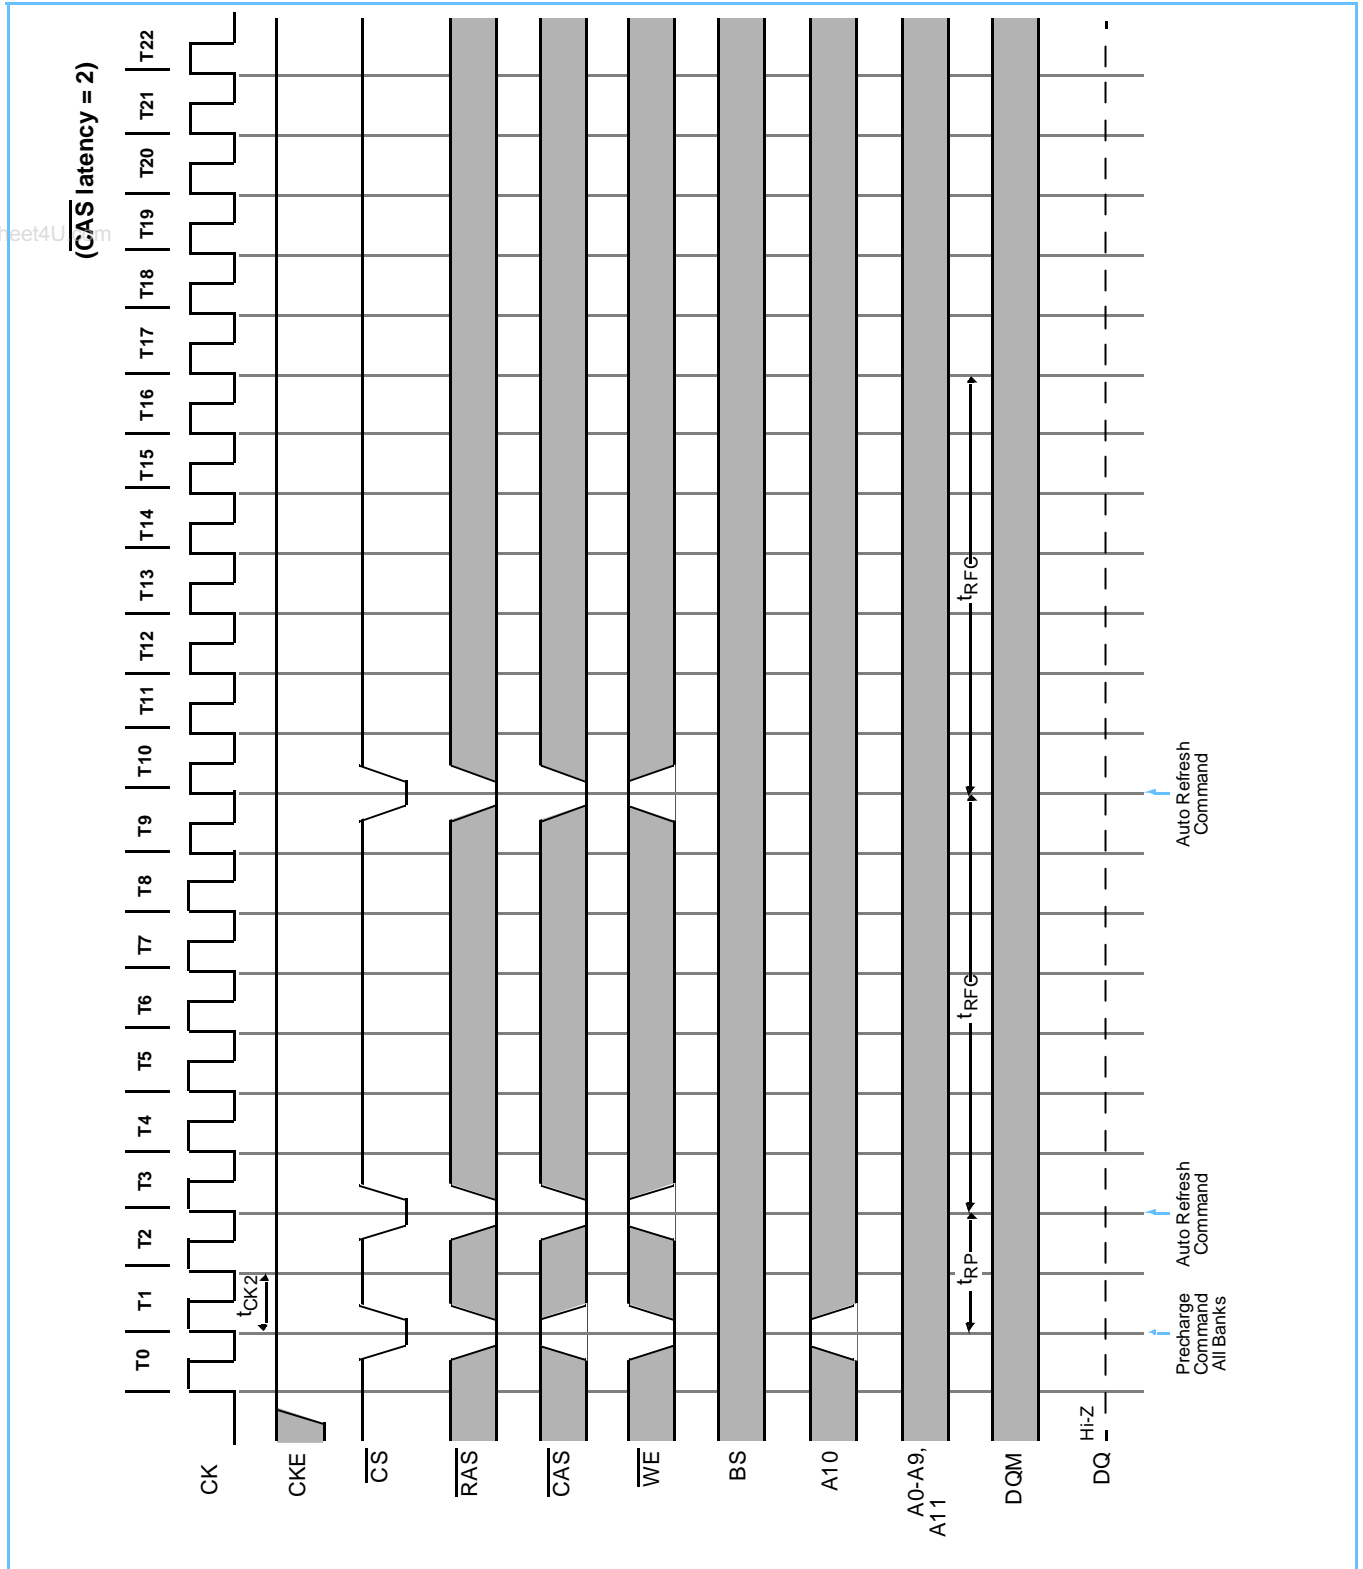 (CAS latency = 2)
T0 T1 T2 T3 T4 T5 T6 T7 T8 T9 T10 T11 T12 T13 T14 T15 T16 T17 T18 T19 T20 T21 T22
CK
tCK2
CKE
CS
RAS
CAS
WE
BS
A10
A0-A9,
A11
tRP
tRFC
tRFC
DQM
Hi-Z
DQ
Precharge
Command
All Banks
Auto Refresh
Command
Auto Refresh
Command